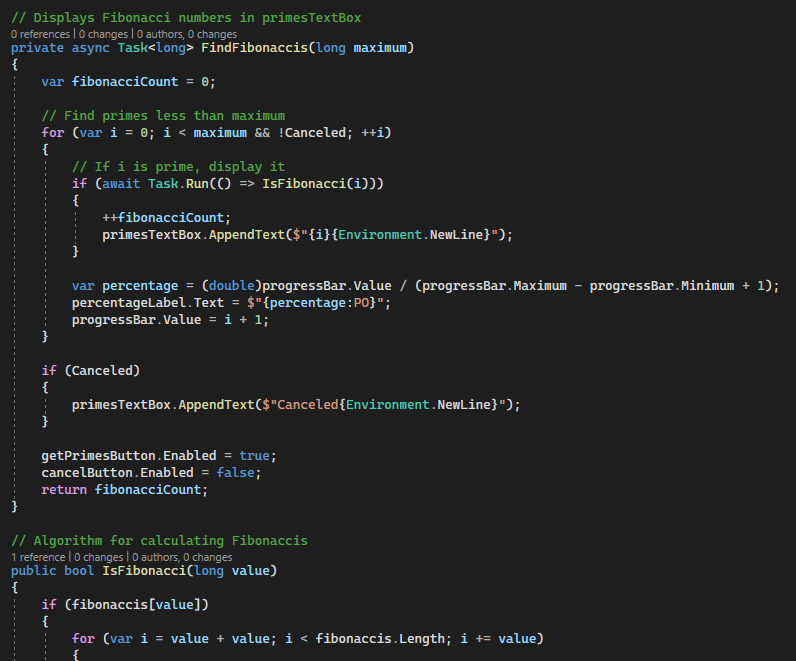 // Displays Fibonacci numbers in primesTextBox
0 references | 0 changes | 0 authors, 0 changes
private async Task<long> FindFibonaccis(long maximum)
{
var fibonacciCount = 0;
// Find primes less than maximum
for (var i = 0; i < maximum && !Canceled; ++i)
{
// If i is prime, display it
if (await Task.Run(() => IsFibonacci(i)))
{
++fibonacciCount;
primesTextBox.AppendText($"{i}{Environment.NewLine}");
}
var percentage = (double)progressBar.Value / (progressBar.Maximum - progressBar.Minimum + 1);
percentageLabel.Text = $"{percentage:PO}";
progressBar.Value = i + 1;
}
if (Canceled)
{
primesTextBox.AppendText($"Canceled{Environment.NewLine}");
}
getPrimesButton.Enabled = true;
cancelButton.Enabled = false;
return fibonacciCount;
}
// Algorithm for calculating Fibonaccis
1 reference | 0 changes | 0 authors, 0 changes
public bool IsFibonacci(long value)
{
if (fibonaccis[value])
{
for (var i = value + value; i < fibonaccis.Length; i += value)
{